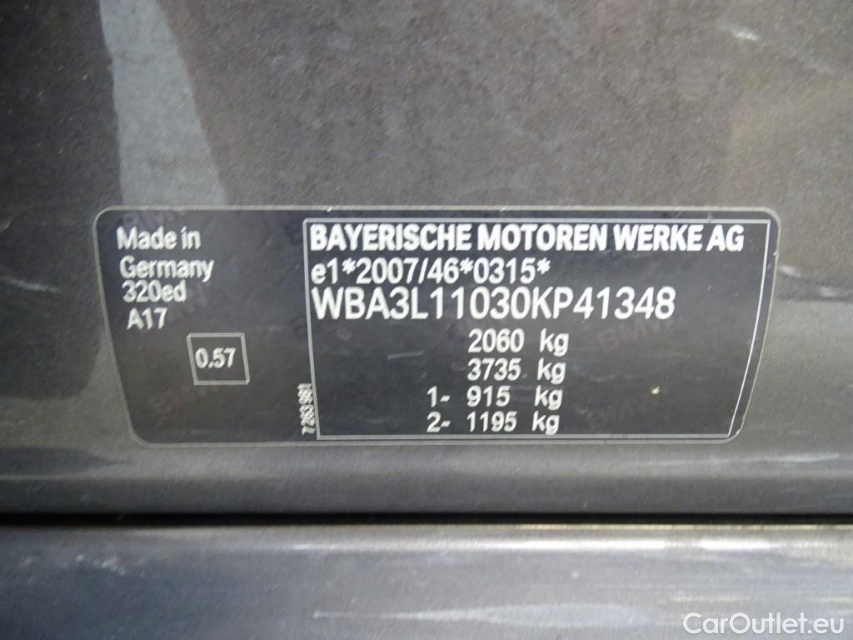 Made in
Germany
320ed
A17
0.57
BAYERISCHE MOTOREN WERKE AG
e1*2007/46*0315*
WBA3L11030KP41348
2060 kg
3735 kg
1- 915 kg
2- 1195 kg
CarOutlet.eu